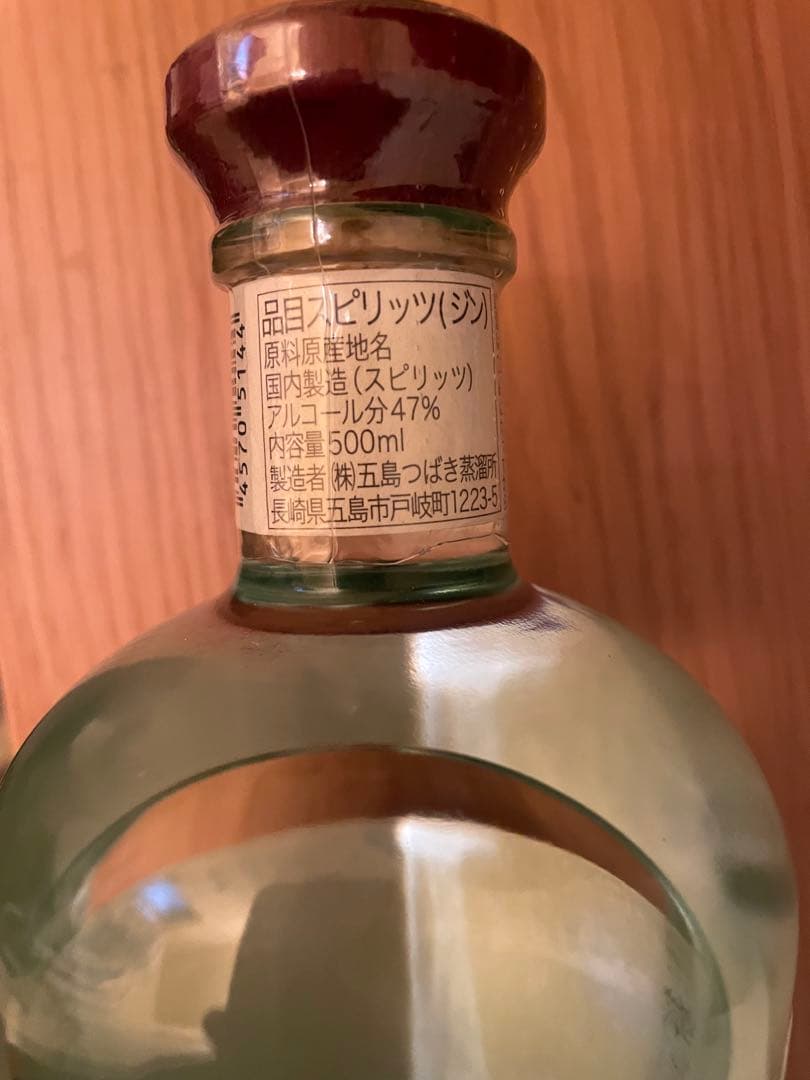 品目スピリッツ(ジン)
原料原産地名
国内製造(スピリッツ)
アルコール分47%
内容量500ml
製造者(株)五島つばき蒸溜所
長崎県五島市戸岐町1223-5